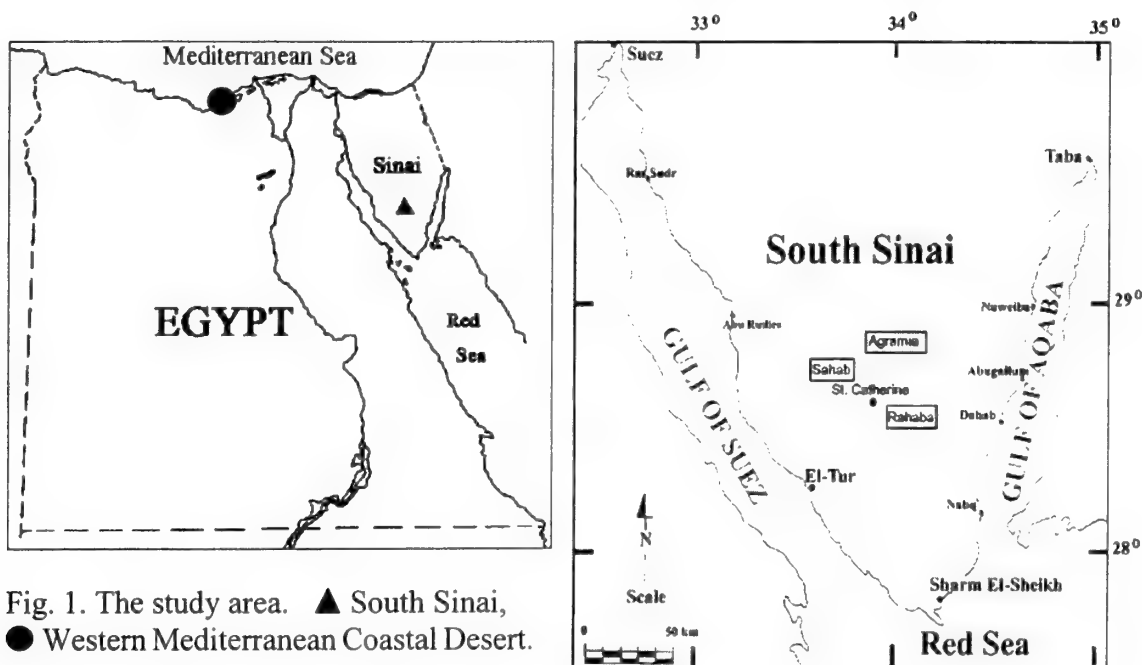 Mediterranean Sea
Sinai
EGYPT
Red
Sea
33°
34°
35°
Suez
Taba
Ras Sudr
South Sinai
29°
Nuweiba
Abu Rudies
Agramia
Sahab
Abugallum
St. Catherine
Rahaba
Dahab
GULF OF SUEZ
GULF OF AQABA
El-Tur
Nabq
N
28°
Sharm El-Sheikh
Scale
0 50 km
Red Sea
Fig. 1. The study area. ▲ South Sinai,
● Western Mediterranean Coastal Desert.